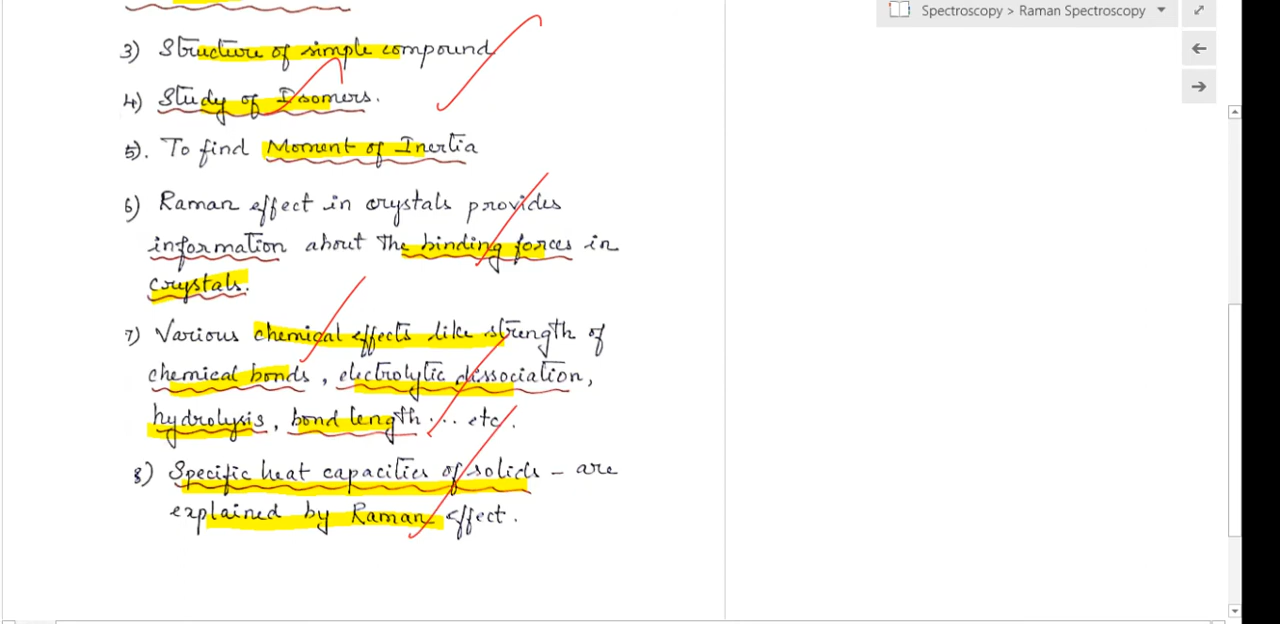 Spectroscopy > Raman Spectroscopy
3) Structure of simple compound
4) Study of Isomers.
5). To find Moment of Inertia
6) Raman effect in crystals provides
information about the binding forces in
crystals.
7) Various chemical effects like strength of
chemical bonds, electrolytic dissociation,
hydrolysis, bond length ... etc.
8) Specific heat capacities of solids - are
explained by Raman effect.